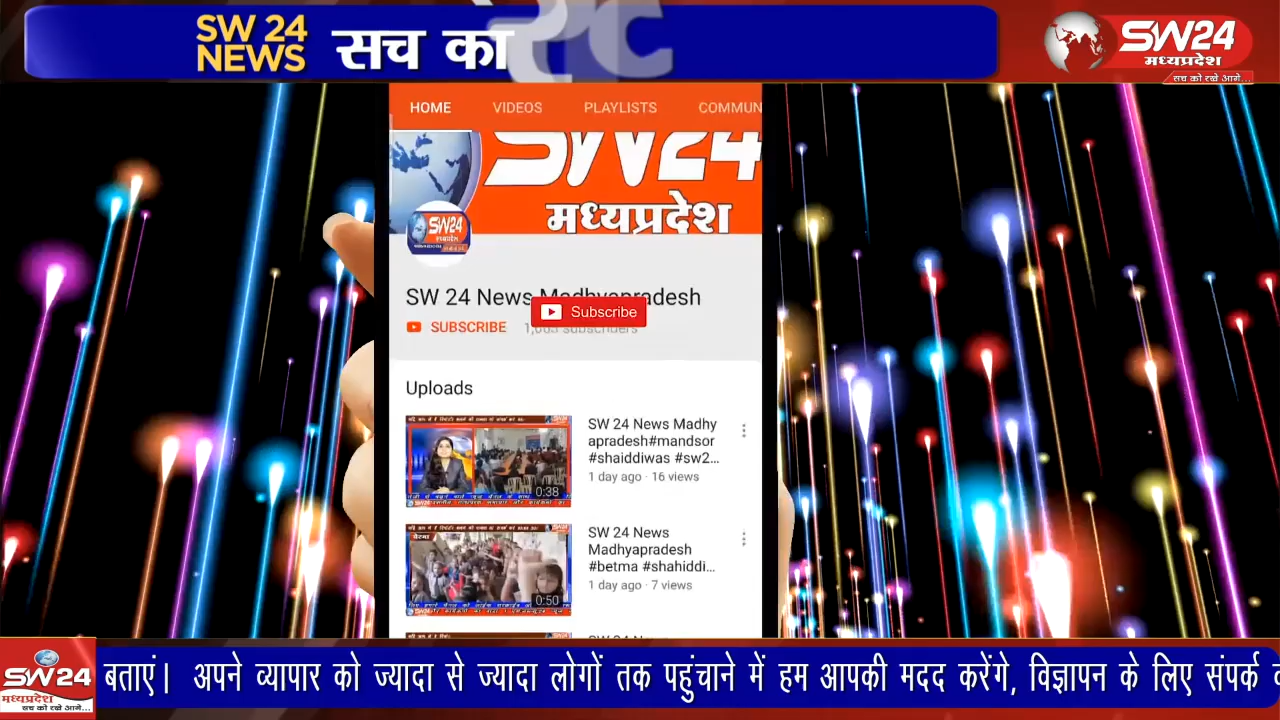 SW 24
NEWS
सच का
SW24
मध्यप्रदेश
सच को रखे आगे...
HOME VIDEOS PLAYLISTS COMMUN
SW24
मध्यप्रदेश
SW24
SW 24 News Madhyapradesh
SUBSCRIBE
Subscribe
subscribers
Uploads
SW 24 News Madhy
apradesh#mandsor
#shaiddiwas #sw2...
1 day ago · 16 views
0:38
SW 24 News
Madhyapradesh
#betma #shahiddi...
1 day ago · 7 views
0:50
SW24
मध्यप्रदेश
सच को रखे आगे...
बताएं। अपने व्यापार को ज्यादा से ज्यादा लोगों तक पहुंचाने में हम आपकी मदद करेंगे, विज्ञापन के लिए संपर्क